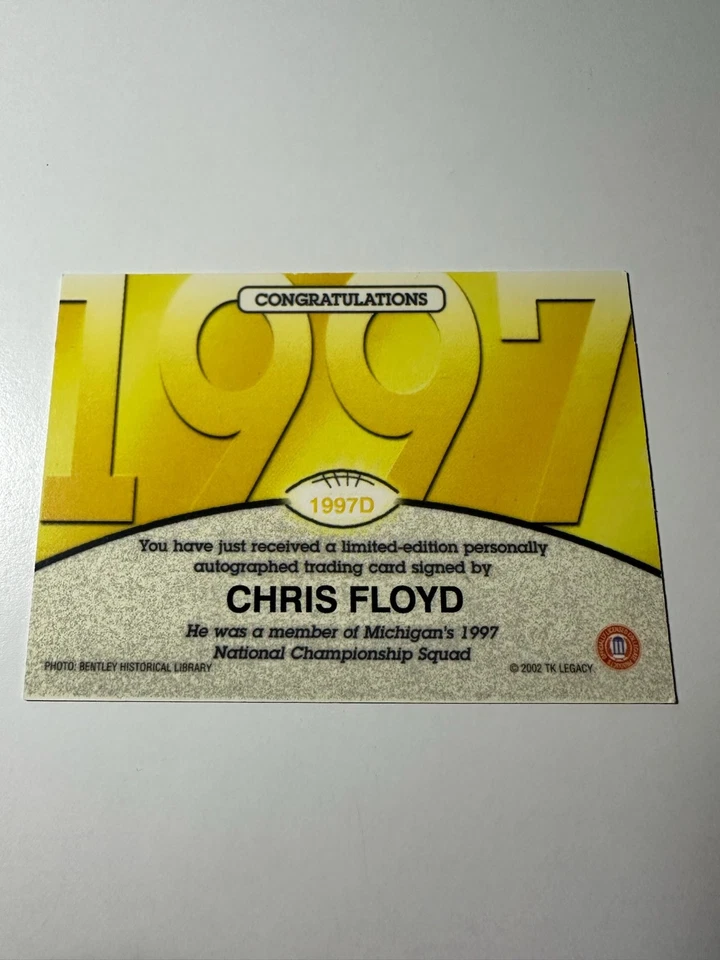 1997
CONGRATULATIONS
1997D
You have just received a limited-edition personally
autographed trading card signed by
CHRIS FLOYD
He was a member of Michigan's 1997
National Championship Squad
PHOTO: BENTLEY HISTORICAL LIBRARY
© 2002 TK LEGACY